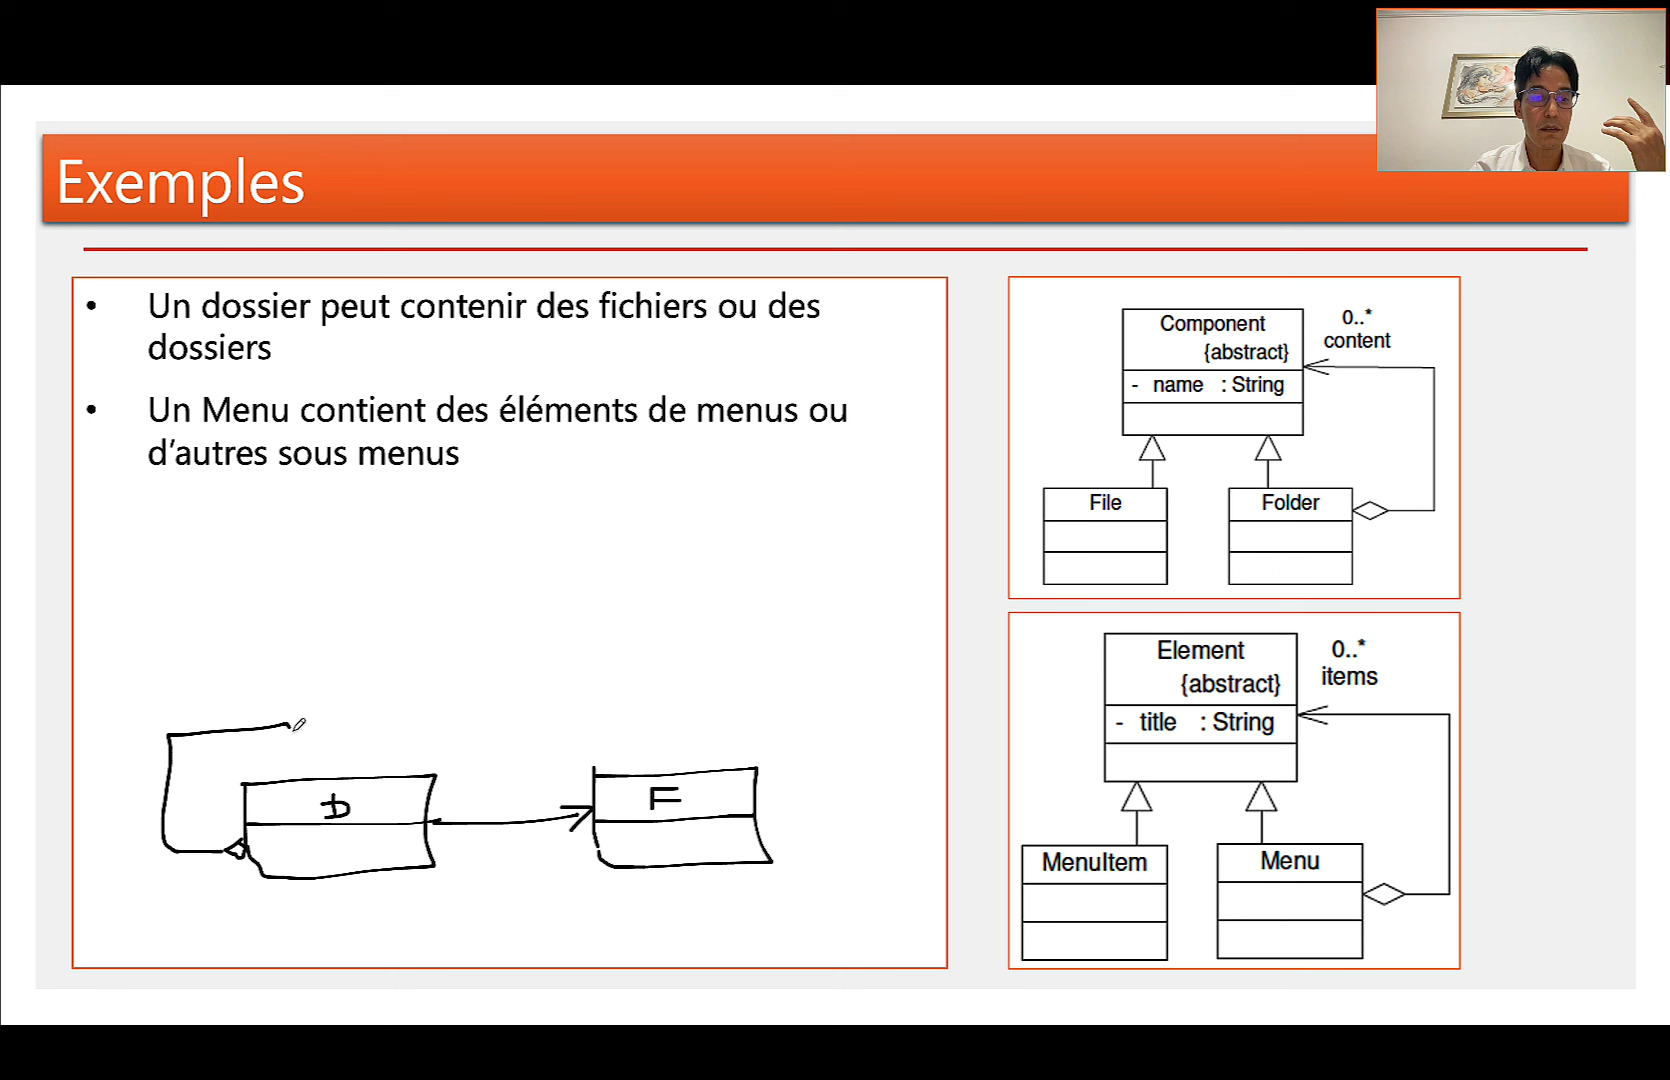 Exemples
• Un dossier peut contenir des fichiers ou des
dossiers
• Un Menu contient des éléments de menus ou
d’autres sous menus
D
F
Component
{abstract}
- name : String
0..*
content
File
Folder
Element
{abstract}
- title : String
0..*
items
MenuItem
Menu